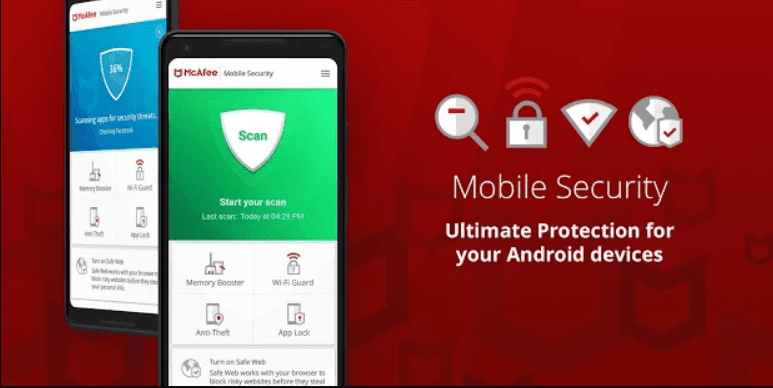 McAfee | Mobile Security
36%
Scanning apps for security threats...
Memory Booster
Wi-Fi Guard
Anti-Theft
App Lock
Turn on Safe Web
Safe Web works with your browser to
block risky websites before they steal
your personal info.
McAfee | Mobile Security
Scan
Start your scan
Last scan: Today at 04:29 PM
Memory Booster
Wi-Fi Guard
Anti-Theft
App Lock
Turn on Safe Web
Safe Web works with your browser to
block risky websites before they steal
Mobile Security
Ultimate Protection for
your Android devices